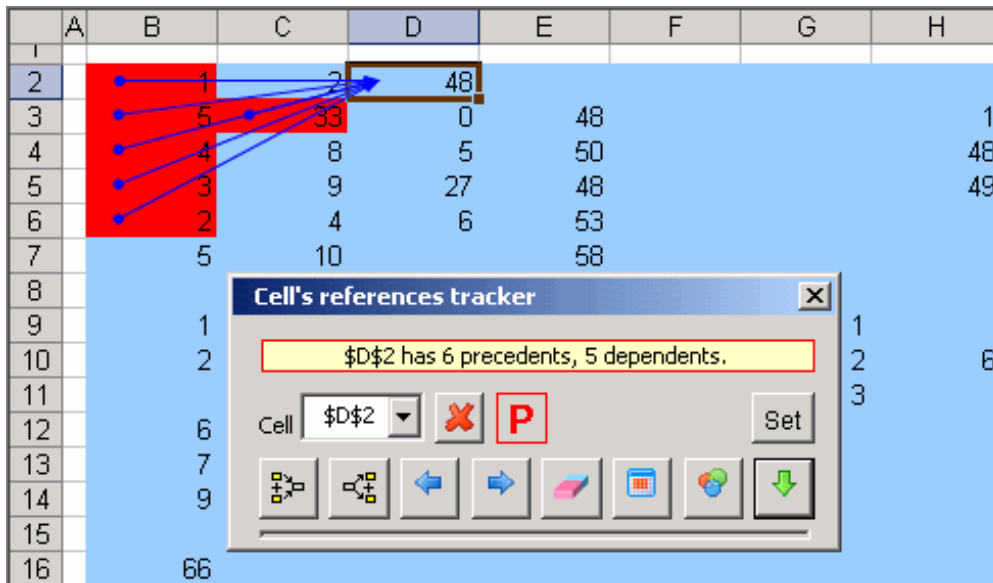 A B C D E F G H
1
2 1 2 48
3 5 33 0 48 1
4 4 8 5 50 48
5 3 9 27 48 49
6 2 4 6 53
7 5 10 58
8
Cell's references tracker
9 1 1
$D$2 has 6 precedents, 5 dependents.
10 2 2 6
11 3
Cell $D$2 P Set
12 6
13 7
14 9
15
16 66